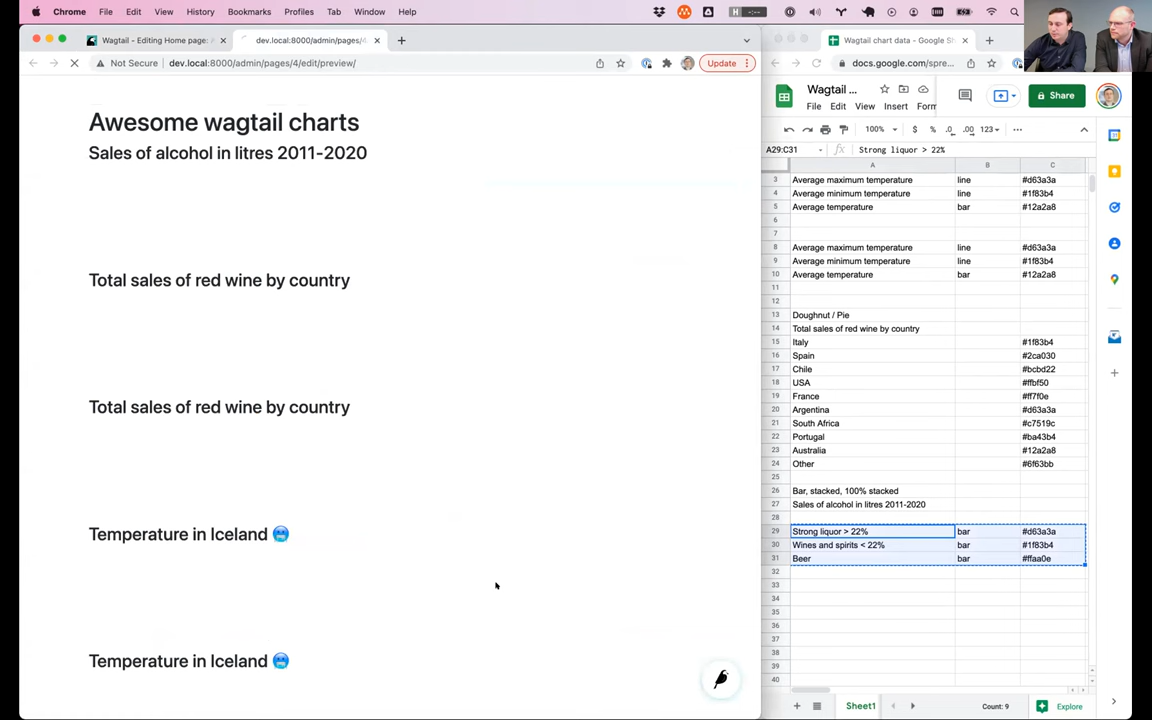 Chrome File Edit View History Bookmarks Profiles Tab Window Help
Wagtail - Editing Home page:
dev.local:8000/admin/pages/4
Wagtail chart data - Google Sh
Not Secure dev.local:8000/admin/pages/4/edit/preview/
Update
docs.google.com/spre...
Awesome wagtail charts
Sales of alcohol in litres 2011-2020
Total sales of red wine by country
Total sales of red wine by country
Temperature in Iceland 🥶
Temperature in Iceland 🥶
Wagtail ...
File Edit View Insert Form
Share
100% $ % .0 .00 123
A29:C31 fx Strong liquor > 22%
A B C
3 Average maximum temperature line #d63a3a
4 Average minimum temperature line #1f83b4
5 Average temperature bar #12a2a8
6
7
8 Average maximum temperature line #d63a3a
9 Average minimum temperature line #1f83b4
10 Average temperature bar #12a2a8
11
12
13 Doughnut / Pie
14 Total sales of red wine by country
15 Italy #1f83b4
16 Spain #2ca030
17 Chile #bcbd22
18 USA #ffbf50
19 France #ff7f0e
20 Argentina #d63a3a
21 South Africa #c7519c
22 Portugal #ba43b4
23 Australia #12a2a8
24 Other #6f63bb
25
26 Bar, stacked, 100% stacked
27 Sales of alcohol in litres 2011-2020
28
29 Strong liquor > 22% bar #d63a3a
30 Wines and spirits < 22% bar #1f83b4
31 Beer bar #ffaa0e
32
33
34
35
36
37
38
39
40
Sheet1
Count: 9
Explore